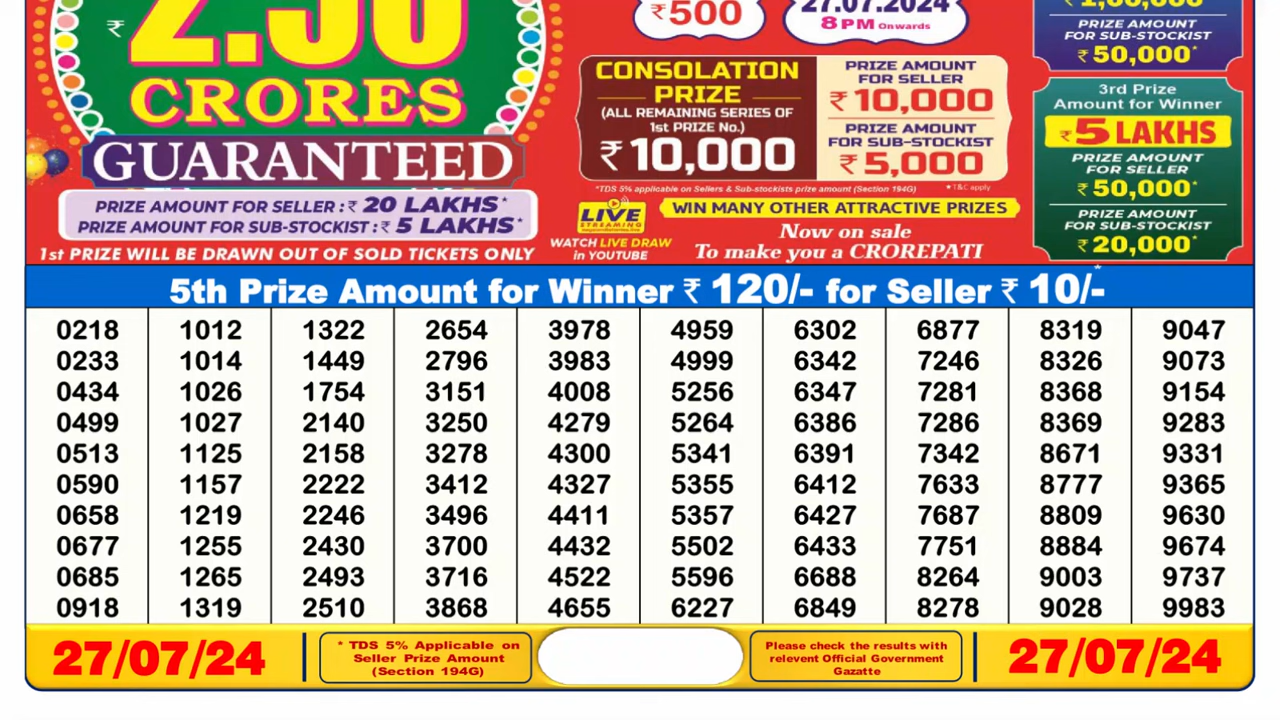 ₹ 2.50
CRORES
GUARANTEED
PRIZE AMOUNT FOR SELLER : ₹ 20 LAKHS*
PRIZE AMOUNT FOR SUB-STOCKIST : ₹ 5 LAKHS*
1st PRIZE WILL BE DRAWN OUT OF SOLD TICKETS ONLY
₹500
27.07.2024
8 PM Onwards
CONSOLATION
PRIZE
(ALL REMAINING SERIES OF
1st PRIZE No.)
₹ 10,000
PRIZE AMOUNT
FOR SELLER
₹ 10,000
PRIZE AMOUNT
FOR SUB-STOCKIST
₹ 5,000
*TDS 5% applicable on Sellers & Sub-stockists prize amount (Section 194G)
*T&C apply
LIVE
STREAMING
WATCH LIVE DRAW
in YOUTUBE
WIN MANY OTHER ATTRACTIVE PRIZES
Now on sale
To make you a CROREPATI
PRIZE AMOUNT
FOR SUB-STOCKIST
₹ 50,000*
3rd Prize
Amount for Winner
₹ 5 LAKHS
PRIZE AMOUNT
FOR SELLER
₹ 50,000*
PRIZE AMOUNT
FOR SUB-STOCKIST
₹ 20,000*
5th Prize Amount for Winner ₹ 120/- for Seller ₹ 10/-*
0218 1012 1322 2654 3978 4959 6302 6877 8319 9047
0233 1014 1449 2796 3983 4999 6342 7246 8326 9073
0434 1026 1754 3151 4008 5256 6347 7281 8368 9154
0499 1027 2140 3250 4279 5264 6386 7286 8369 9283
0513 1125 2158 3278 4300 5341 6391 7342 8671 9331
0590 1157 2222 3412 4327 5355 6412 7633 8777 9365
0658 1219 2246 3496 4411 5357 6427 7687 8809 9630
0677 1255 2430 3700 4432 5502 6433 7751 8884 9674
0685 1265 2493 3716 4522 5596 6688 8264 9003 9737
0918 1319 2510 3868 4655 6227 6849 8278 9028 9983
27/07/24
* TDS 5% Applicable on
Seller Prize Amount
(Section 194G)
Please check the results with
relevent Official Government
Gazatte
27/07/24